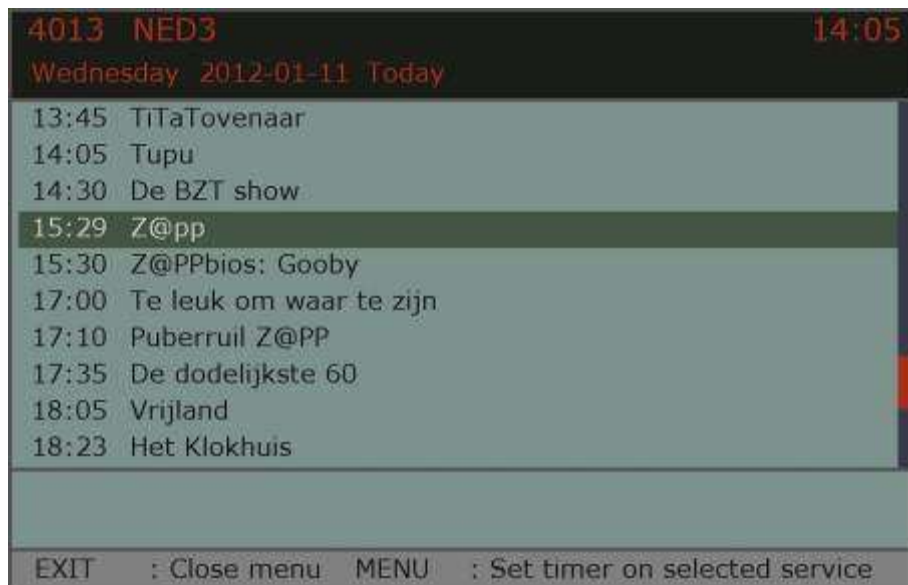 4013 NED3 14:05
Wednesday 2012-01-11 Today
13:45 TiTaTovenaar
14:05 Tupu
14:30 De BZT show
15:29 Z@pp
15:30 Z@PPbios: Gooby
17:00 Te leuk om waar te zijn
17:10 Puberruil Z@PP
17:35 De dodelijkste 60
18:05 Vrijland
18:23 Het Klokhuis
EXIT : Close menu MENU : Set timer on selected service